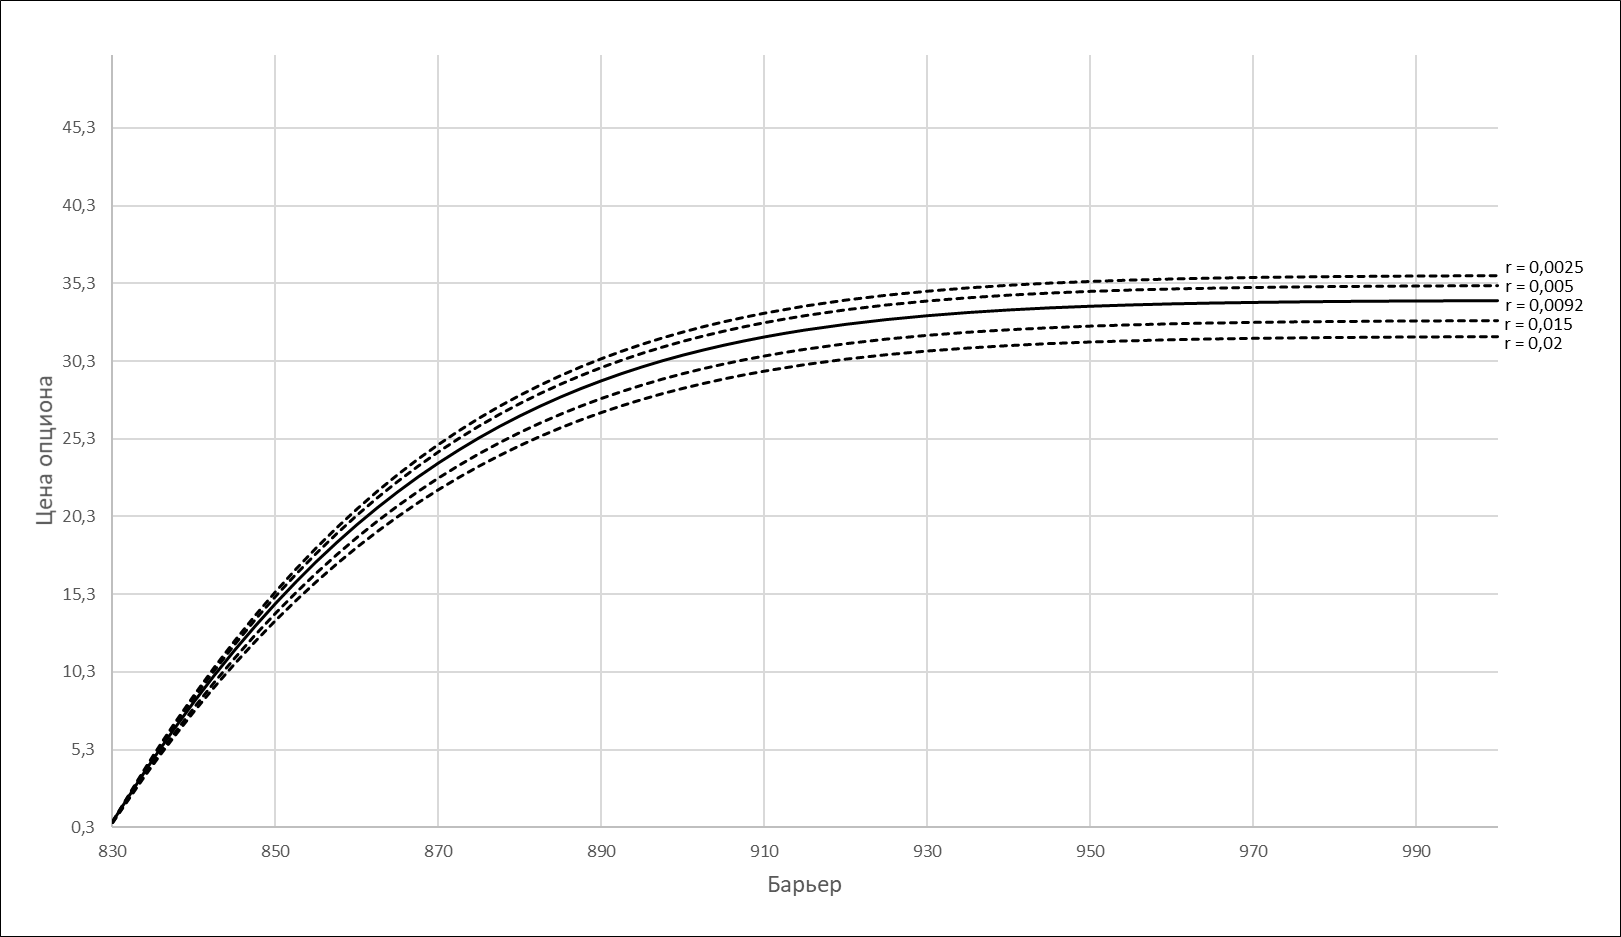 45,3
40,3
35,3
30,3
25,3
20,3
15,3
10,3
5,3
0,3
Цена опциона
830 850 870 890 910 930 950 970 990
Барьер
r = 0,0025
r = 0,005
r = 0,0092
r = 0,015
r = 0,02